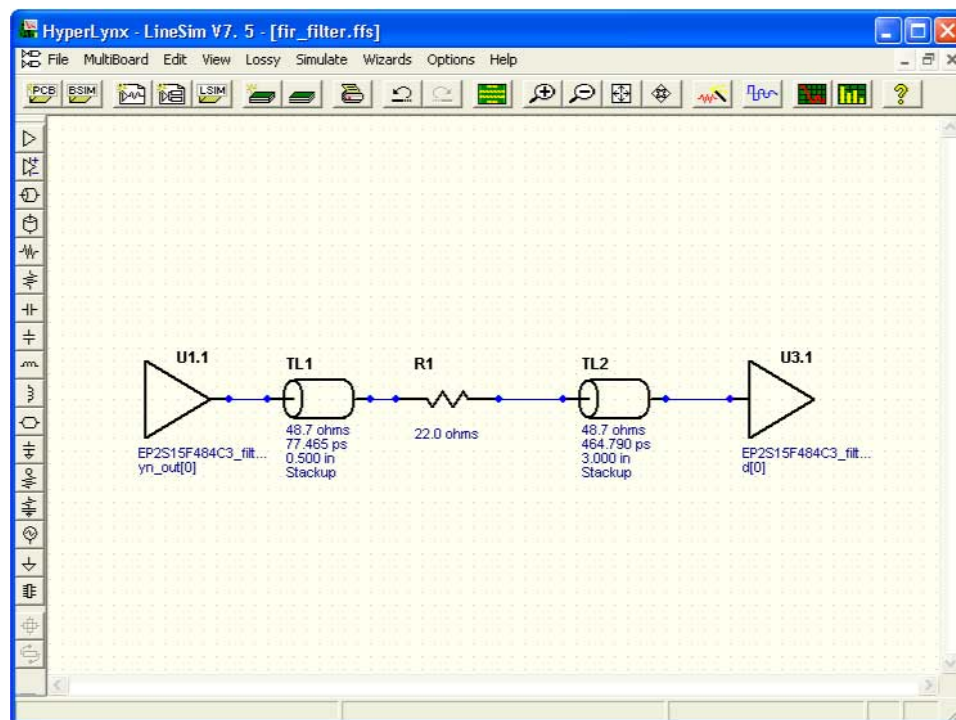 HyperLynx - LineSim V7. 5 - [fir_filter.ffs]
File MultiBoard Edit View Lossy Simulate Wizards Options Help
PCB BSIM LSIM
U1.1
TL1
R1
TL2
U3.1
48.7 ohms
77.465 ps
0.500 in
Stackup
22.0 ohms
48.7 ohms
464.790 ps
3.000 in
Stackup
EP2S15F484C3_filt...
yn_out[0]
EP2S15F484C3_filt...
d[0]